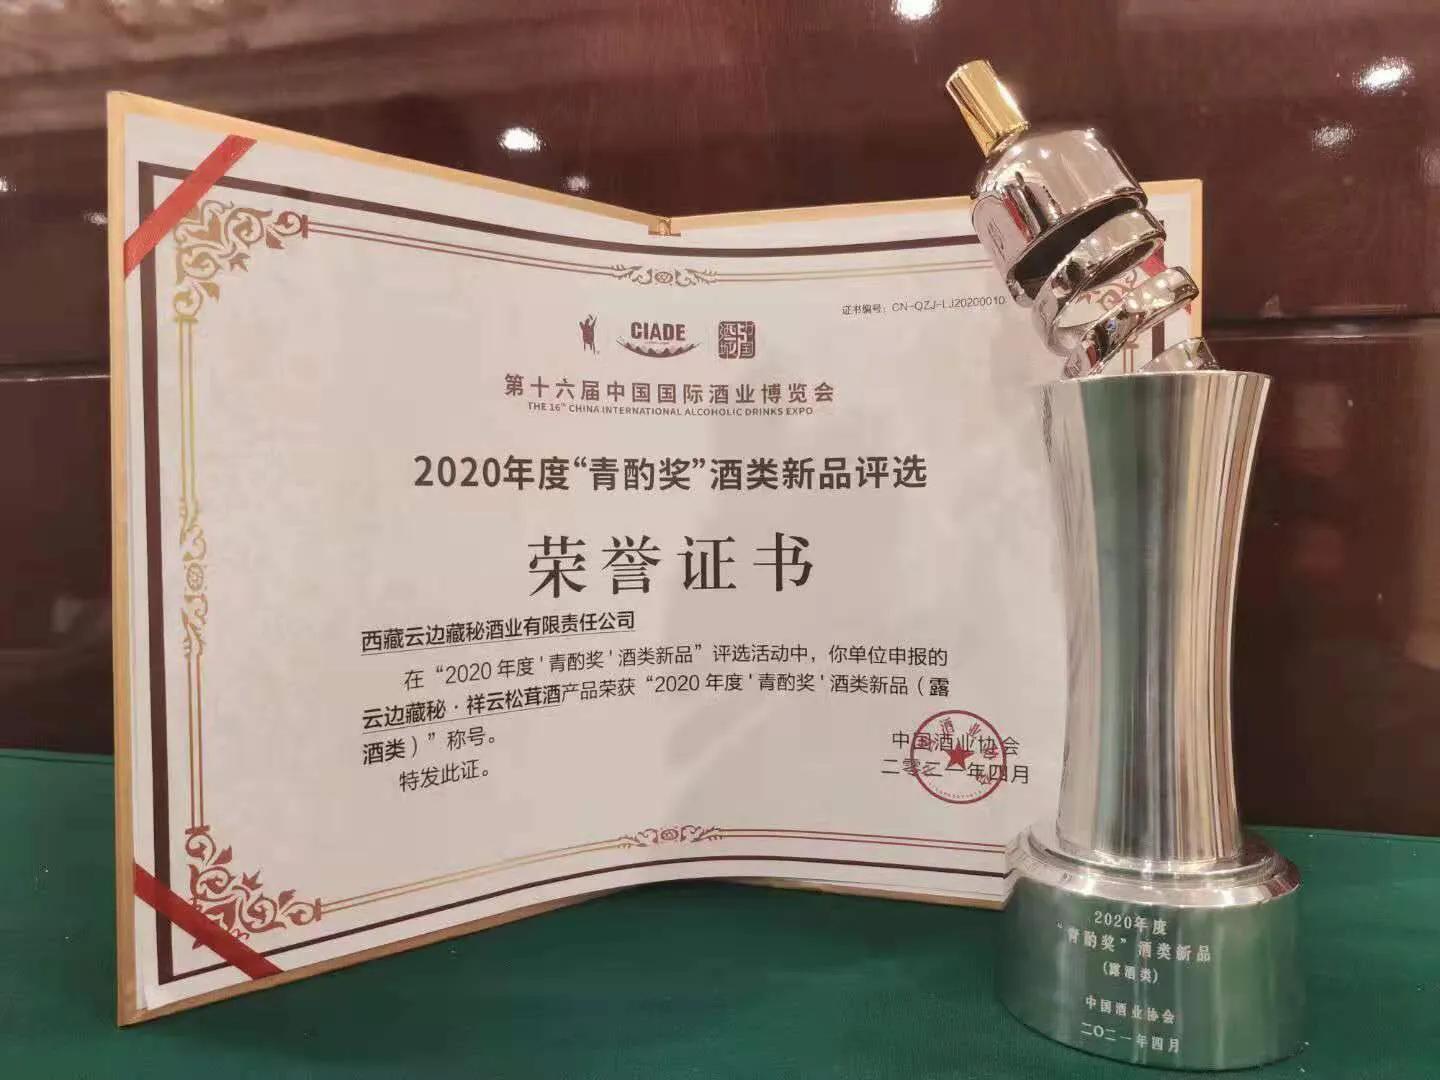 证书编号：CN-QZJ-LJ20200010
CIADE
中国酒城
第十六届中国国际酒业博览会
THE 16TH CHINA INTERNATIONAL ALCOHOLIC DRINKS EXPO
2020年度“青酌奖”酒类新品评选
荣誉证书
西藏云边藏秘酒业有限责任公司
在“2020年度'青酌奖'酒类新品”评选活动中，你单位申报的
云边藏秘·祥云松茸酒产品荣获“2020年度'青酌奖'酒类新品（露
酒类）”称号。
特发此证。
中国酒业协会
二零二一年四月
2020年度
“青酌奖”酒类新品
(露酒类)
中国酒业协会
二〇二一年四月